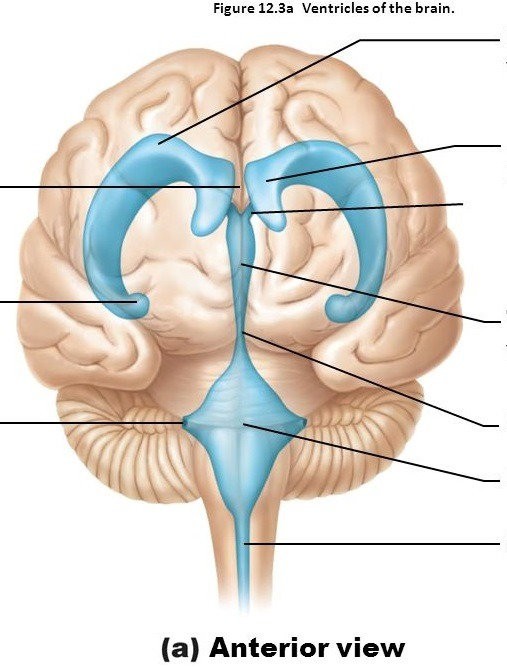 Figure 12.3a Ventricles of the brain.
(a) Anterior view